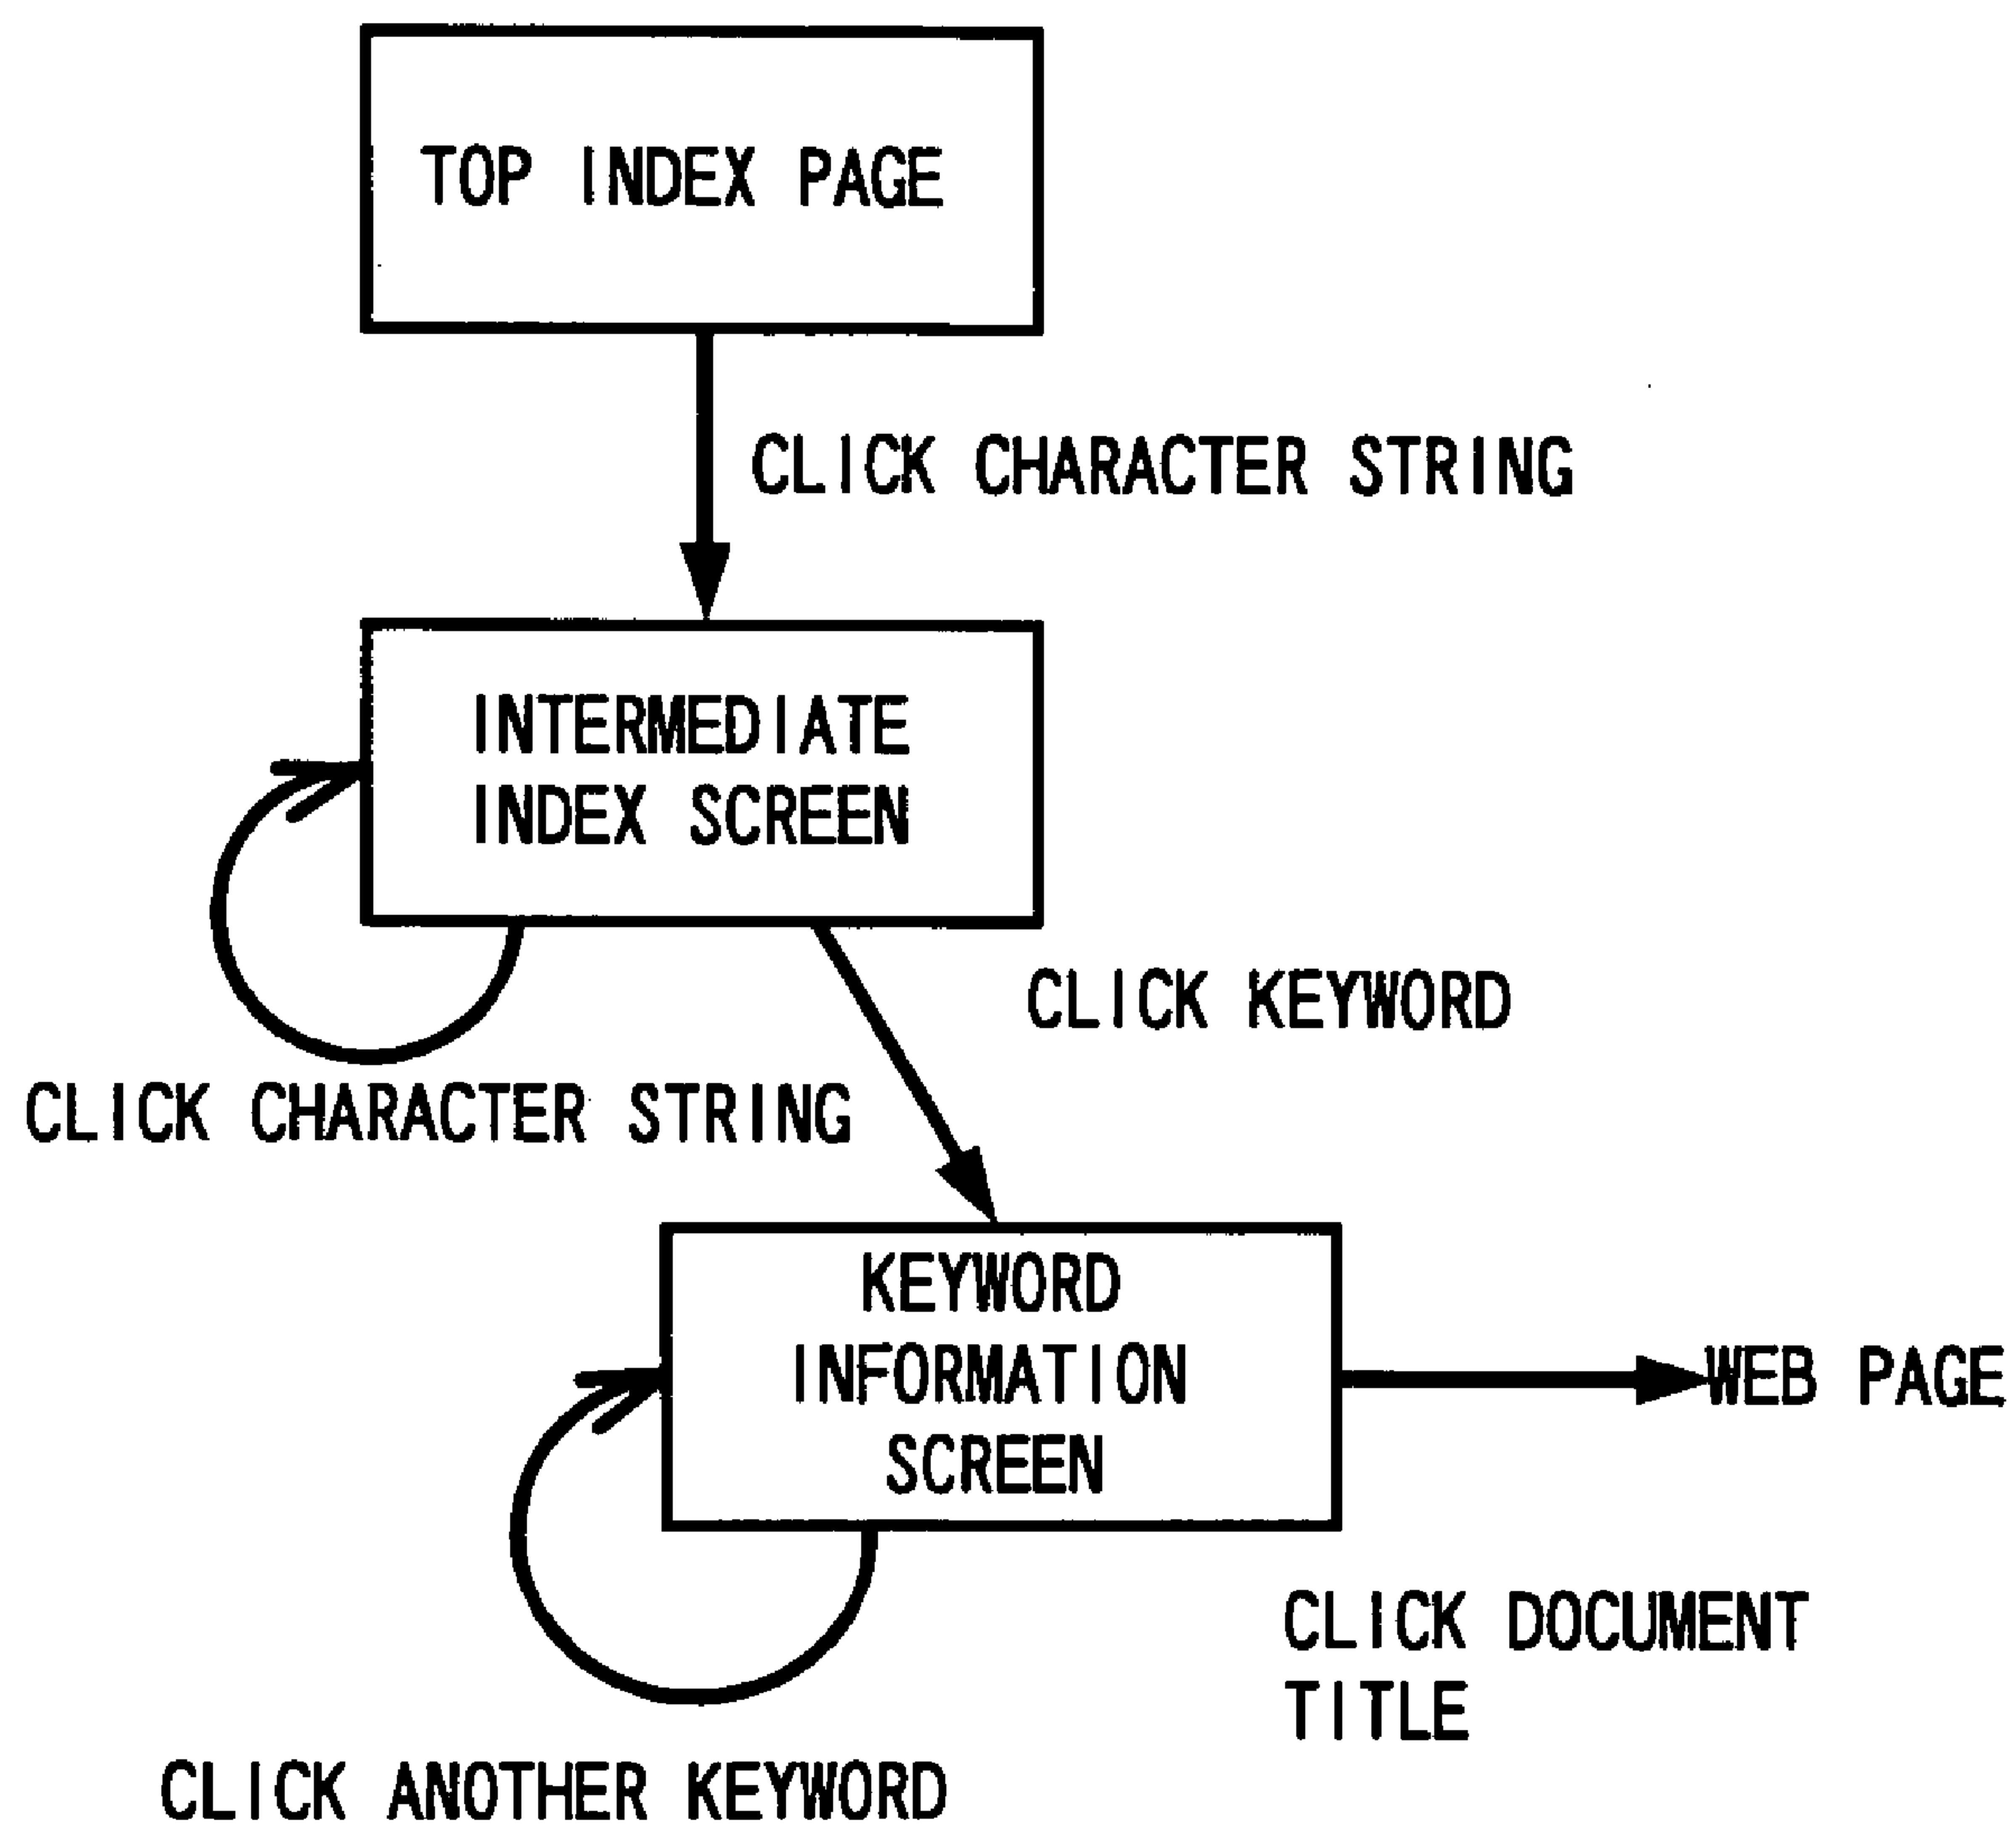 TOP INDEX PAGE
CLICK CHARACTER STRING
INTERMEDIATE
INDEX SCREEN
CLICK KEYWORD
CLICK CHARACTER STRING
KEYWORD
INFORMATION
SCREEN
WEB PAGE
CLICK DOCUMENT
TITLE
CLICK ANOTHER KEYWORD